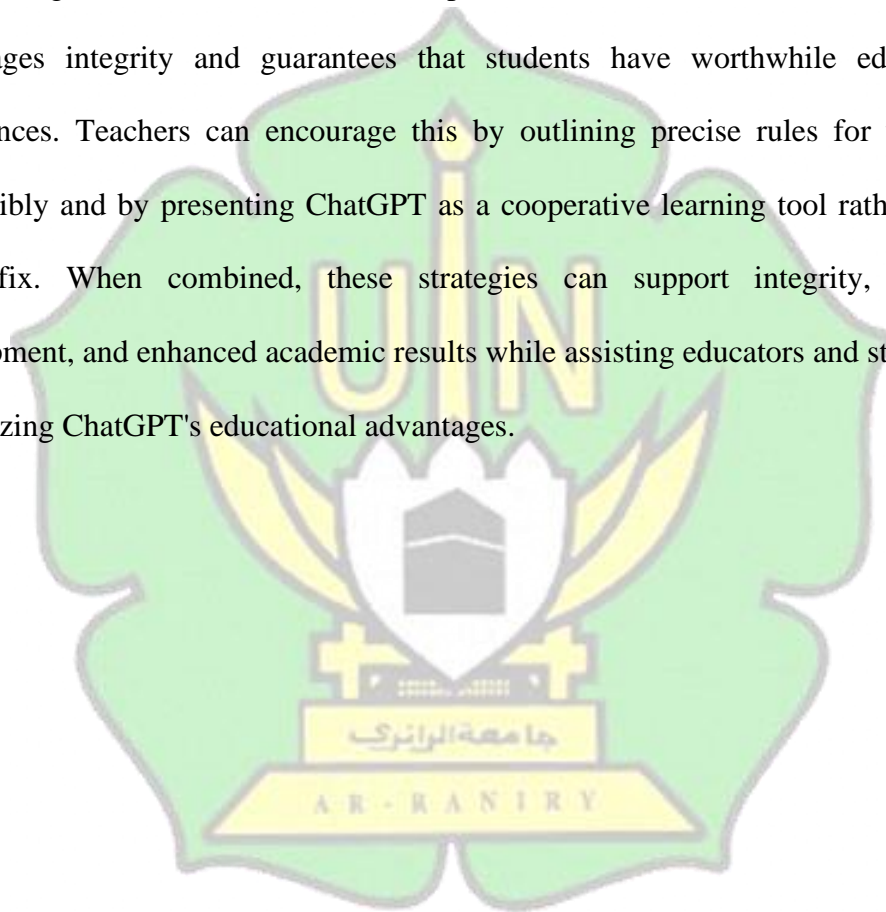 ages integrity and guarantees that students have worthwhile ed
nces. Teachers can encourage this by outlining precise rules for
ibly and by presenting ChatGPT as a cooperative learning tool rath
fix. When combined, these strategies can support integrity,
pment, and enhanced academic results while assisting educators and st
zing ChatGPT's educational advantages.
UIN
جامعة الرانري
AR-RANIRY